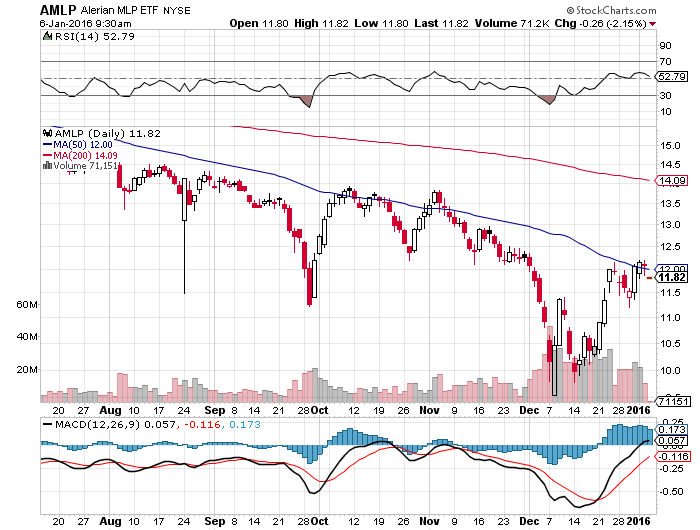 AMLP Alerian MLP ETF NYSE © StockCharts.com
6-Jan-2016 9:30am Open 11.80 High 11.82 Low 11.80 Last 11.82 Volume 71.2K Chg -0.26 (-2.15%)
RSI(14) 52.79
90
70
52.79
30
10
AMLP (Daily) 11.82
MA(50) 12.00
MA(200) 14.09
Volume 71,151
15.0
14.5
14.09
13.5
13.0
12.5
12.00
11.82
11.5
11.0
10.5
10.0
60M
40M
20M
71151
20 27 Aug 10 17 24 Sep 8 14 21 28 Oct 12 19 26 Nov 9 16 23 Dec 7 14 21 28 2016
MACD(12,26,9) 0.057, -0.116, 0.173
0.25
0.173
0.057
-0.116
-0.25
-0.50
20 27 Aug 10 17 24 Sep 8 14 21 28 Oct 12 19 26 Nov 9 16 23 Dec 7 14 21 28 2016